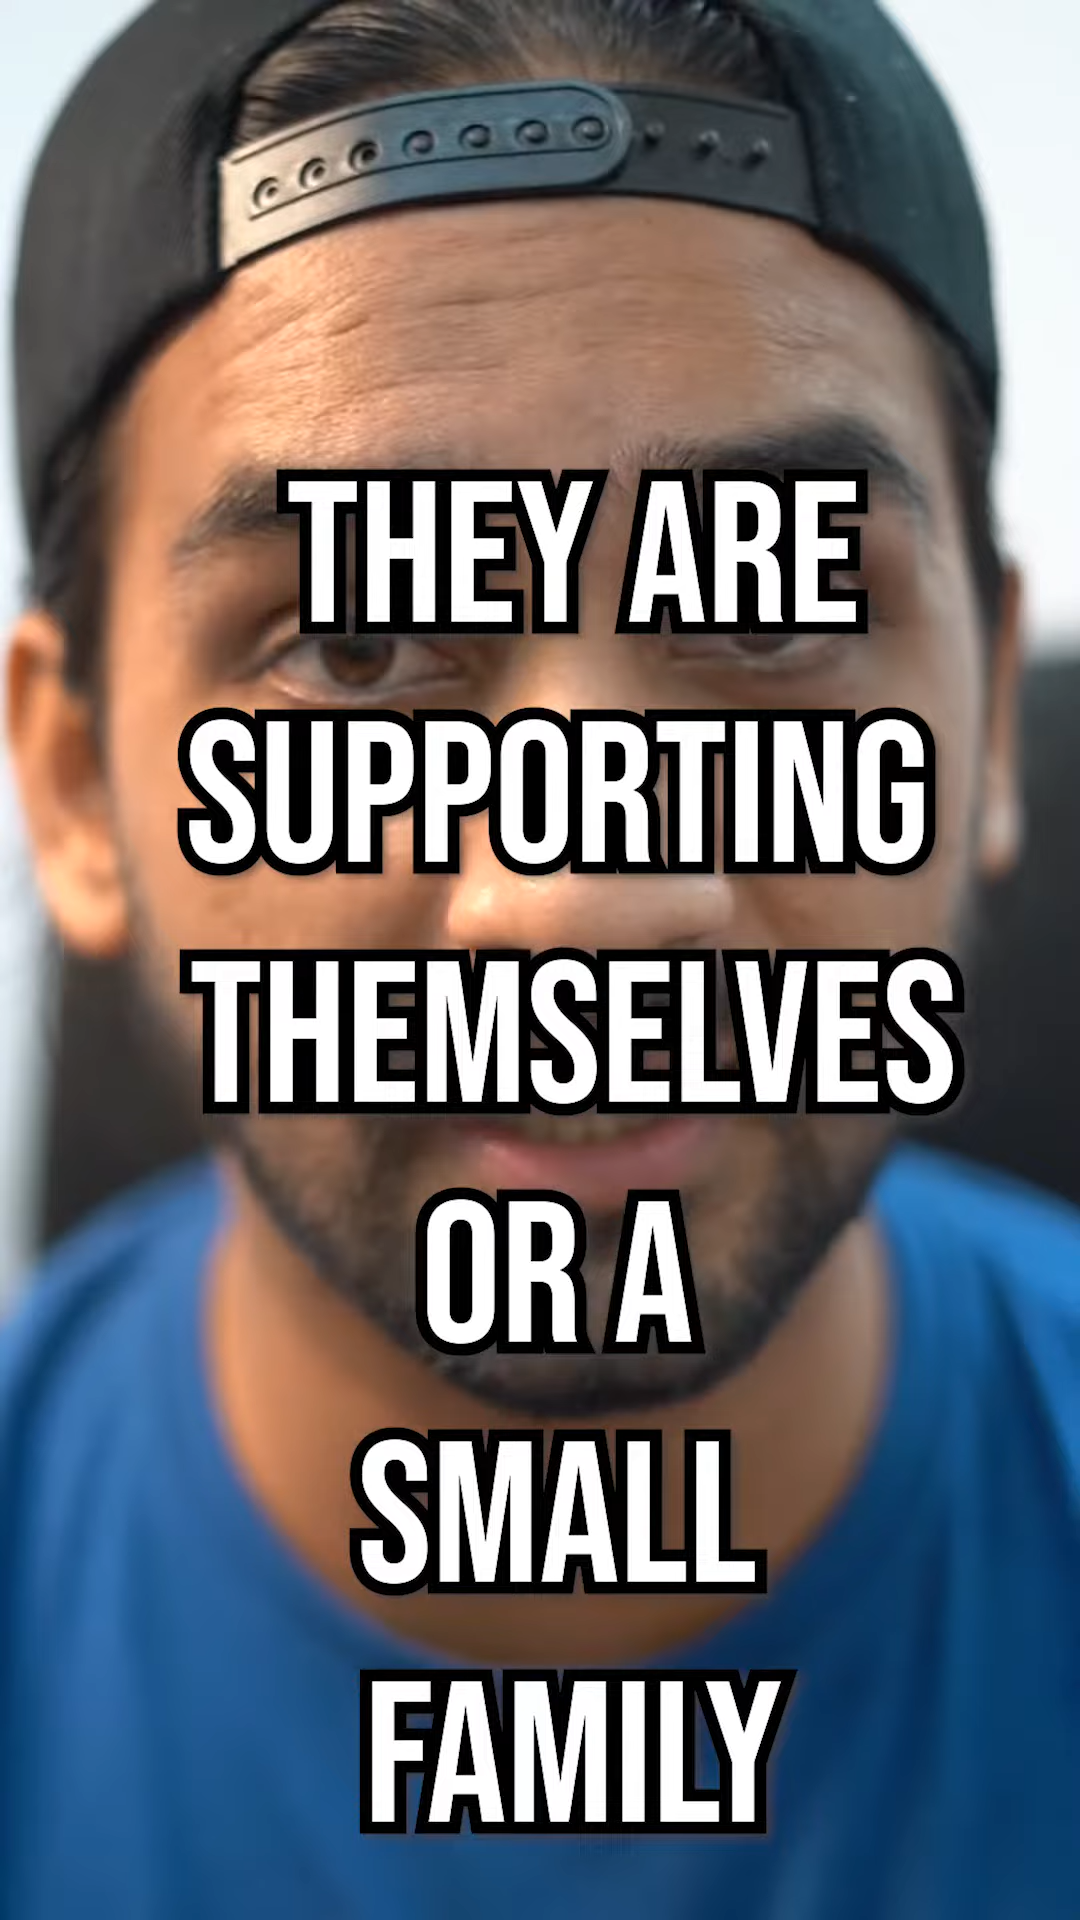 THEY ARE
SUPPORTING
THEMSELVES
OR A
SMALL
FAMILY